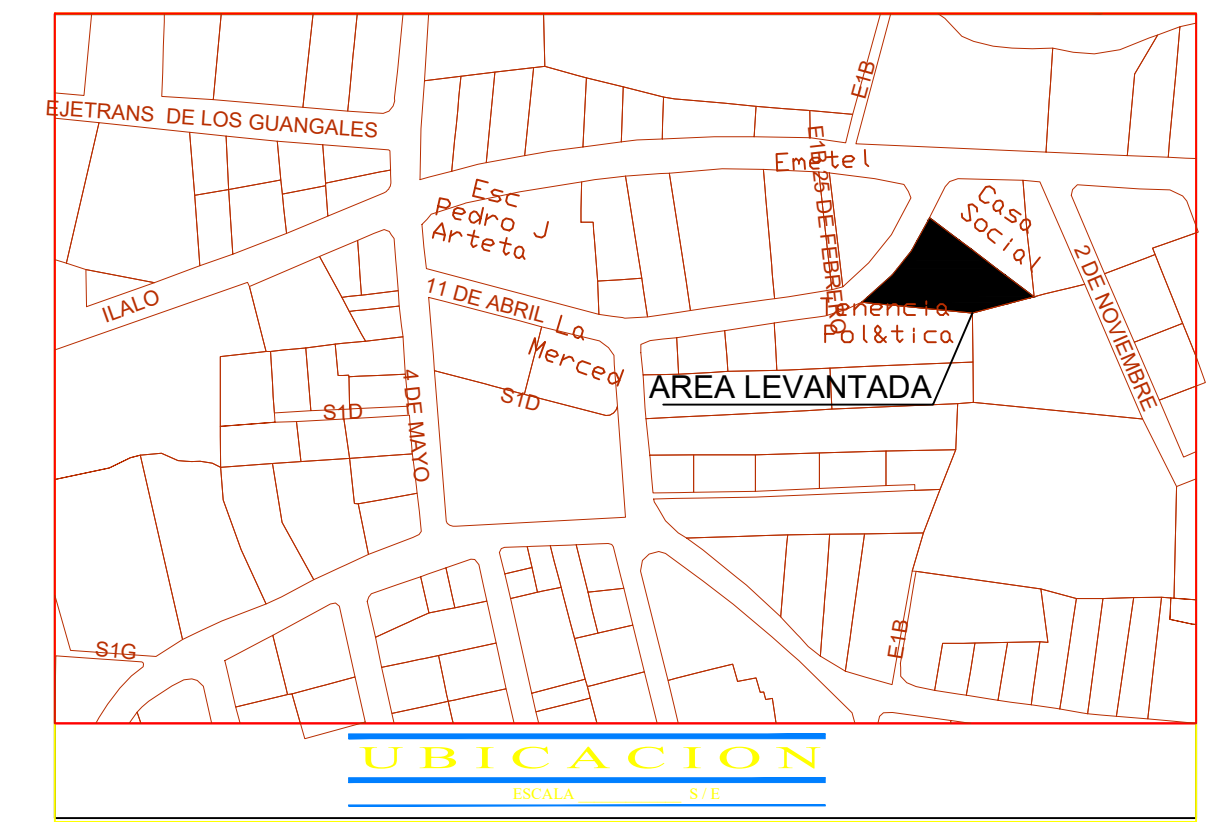 E1B
EJETRANS DE LOS GUANGALES
Emetel
E1B 25 DE FEBRERO
Esc
Pedro J
Arteta
Casa
Social
2 DE NOVIEMBRE
ILALO
11 DE ABRIL
La
Merced
Tenencia
Pol&tica
AREA LEVANTADA
S1D
S1D
4 DE MAYO
S1G
E1B
UBICACION
ESCALA ____________ S / E